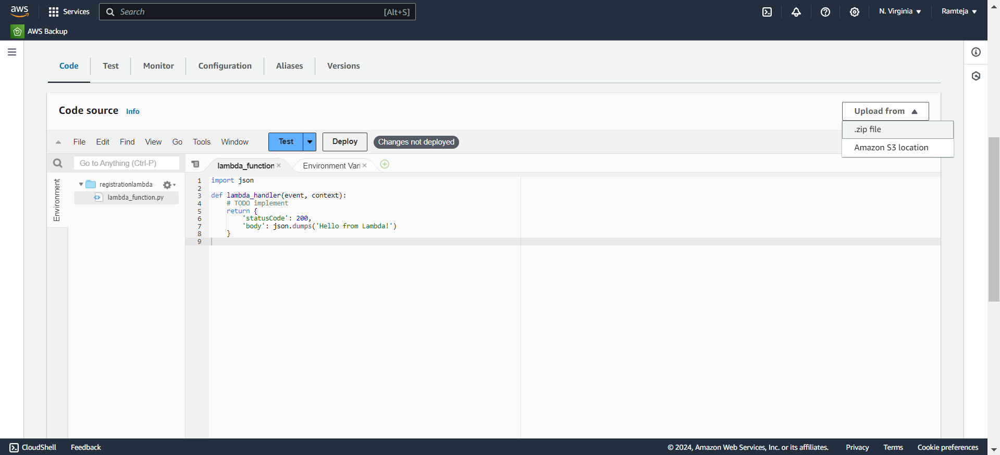 aws
Services
Search
[Alt+S]
N. Virginia
Ramteja
AWS Backup
Code
Test
Monitor
Configuration
Aliases
Versions
Code source
Info
Upload from
.zip file
Amazon S3 location
File
Edit
Find
View
Go
Tools
Window
Test
Deploy
Changes not deployed
Go to Anything (Ctrl-P)
lambda_function
Environment Vari
Environment
registrationlambda
lambda_function.py
1 import json
2
3 def lambda_handler(event, context):
4 # TODO implement
5 return {
6 'statusCode': 200,
7 'body': json.dumps('Hello from Lambda!')
8 }
9
CloudShell
Feedback
© 2024, Amazon Web Services, Inc. or its affiliates.
Privacy
Terms
Cookie preferences